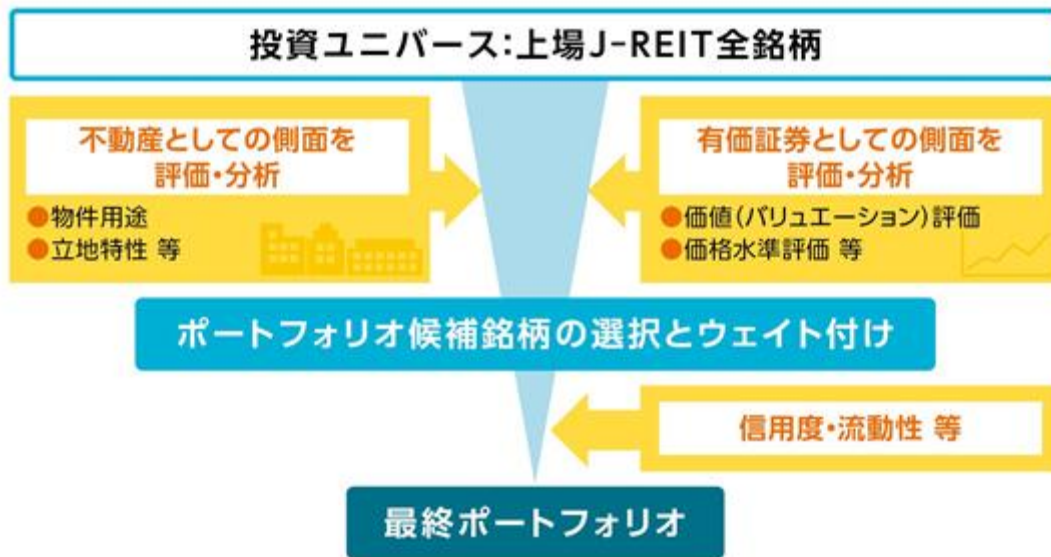 投資ユニバース:上場J-REIT全銘柄
不動産としての側面を
評価・分析
●物件用途
●立地特性 等
有価証券としての側面を
評価・分析
●価値(バリュエーション)評価
●価格水準評価 等
ポートフォリオ候補銘柄の選択とウェイト付け
信用度・流動性 等
最終ポートフォリオ